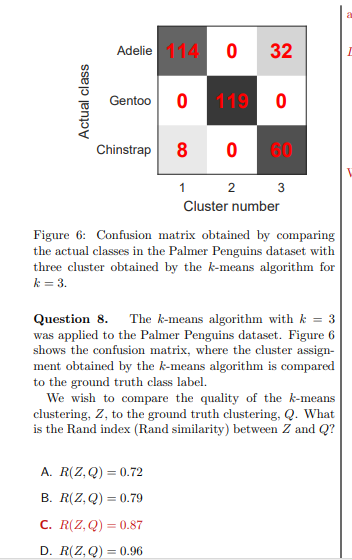 Adelie 114 0 32
Gentoo 0 119 0
Chinstrap 8 0 60
Actual class
1 2 3
Cluster number
Figure 6: Confusion matrix obtained by comparing
the actual classes in the Palmer Penguins dataset with
three cluster obtained by the k-means algorithm for
k = 3.
Question 8. The k-means algorithm with k = 3
was applied to the Palmer Penguins dataset. Figure 6
shows the confusion matrix, where the cluster assign-
ment obtained by the k-means algorithm is compared
to the ground truth class label.
We wish to compare the quality of the k-means
clustering, Z, to the ground truth clustering, Q. What
is the Rand index (Rand similarity) between Z and Q?
A. R(Z, Q) = 0.72
B. R(Z, Q) = 0.79
C. R(Z, Q) = 0.87
D. R(Z, Q) = 0.96